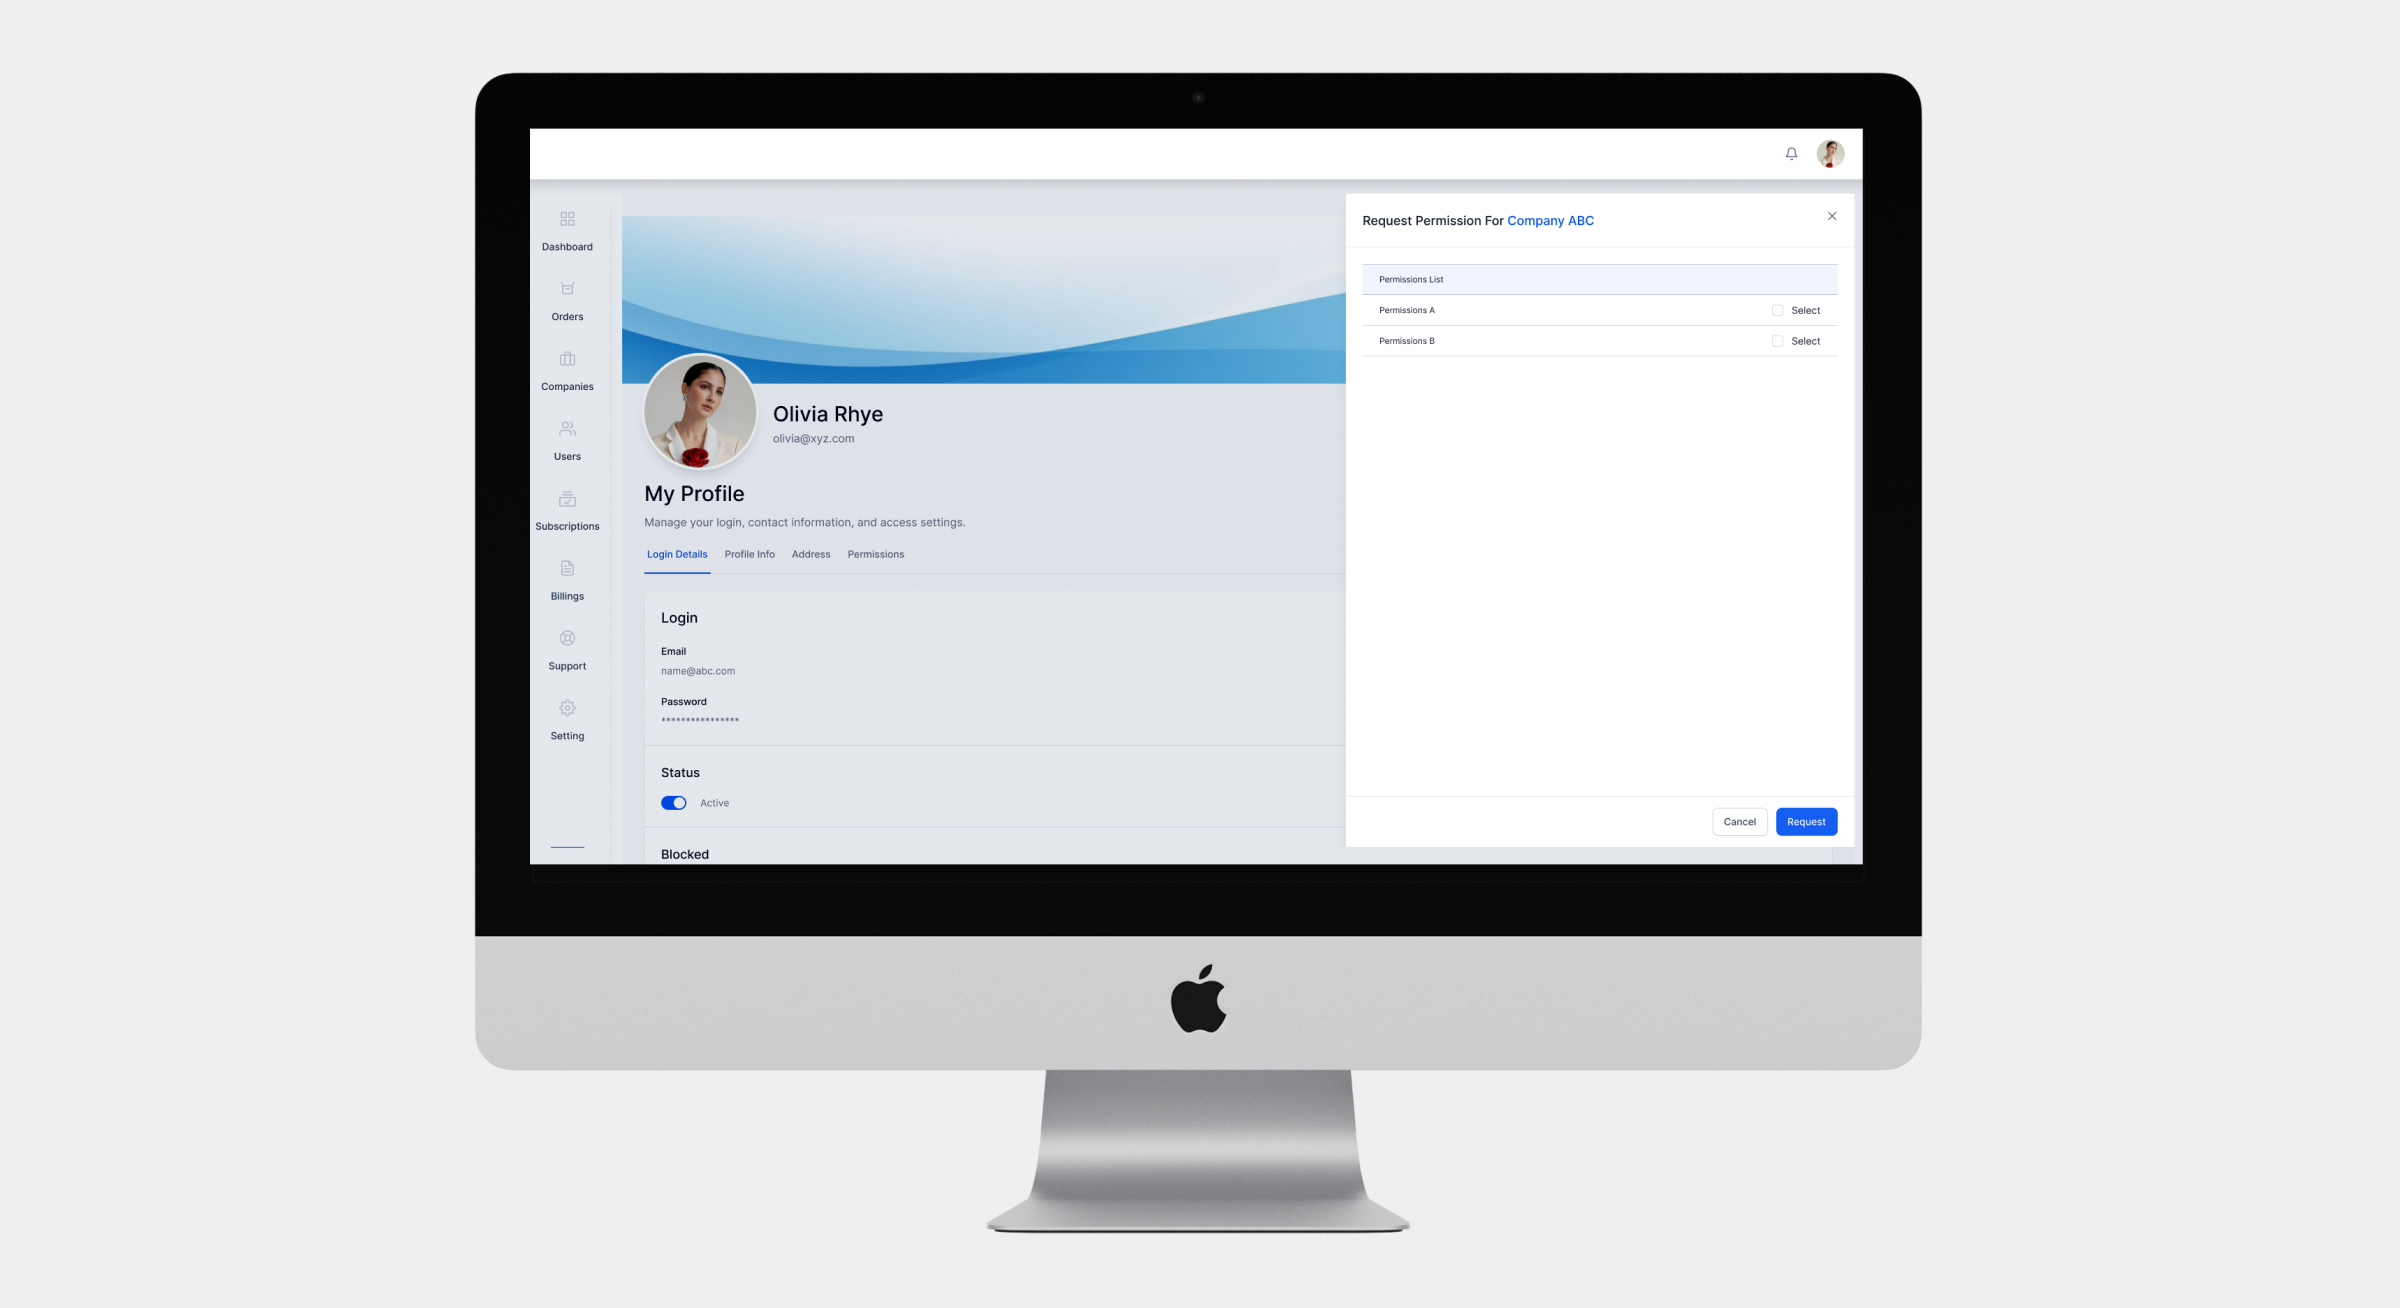 Dashboard
Orders
Companies
Users
Subscriptions
Billings
Support
Setting
Olivia Rhye
olivia@xyz.com
My Profile
Manage your login, contact information, and access settings.
Login Details Profile Info Address Permissions
Login
Email
name@abc.com
Password
****************
Status
Active
Blocked
Request Permission For Company ABC
Permissions List
Permissions A Select
Permissions B Select
Cancel Request